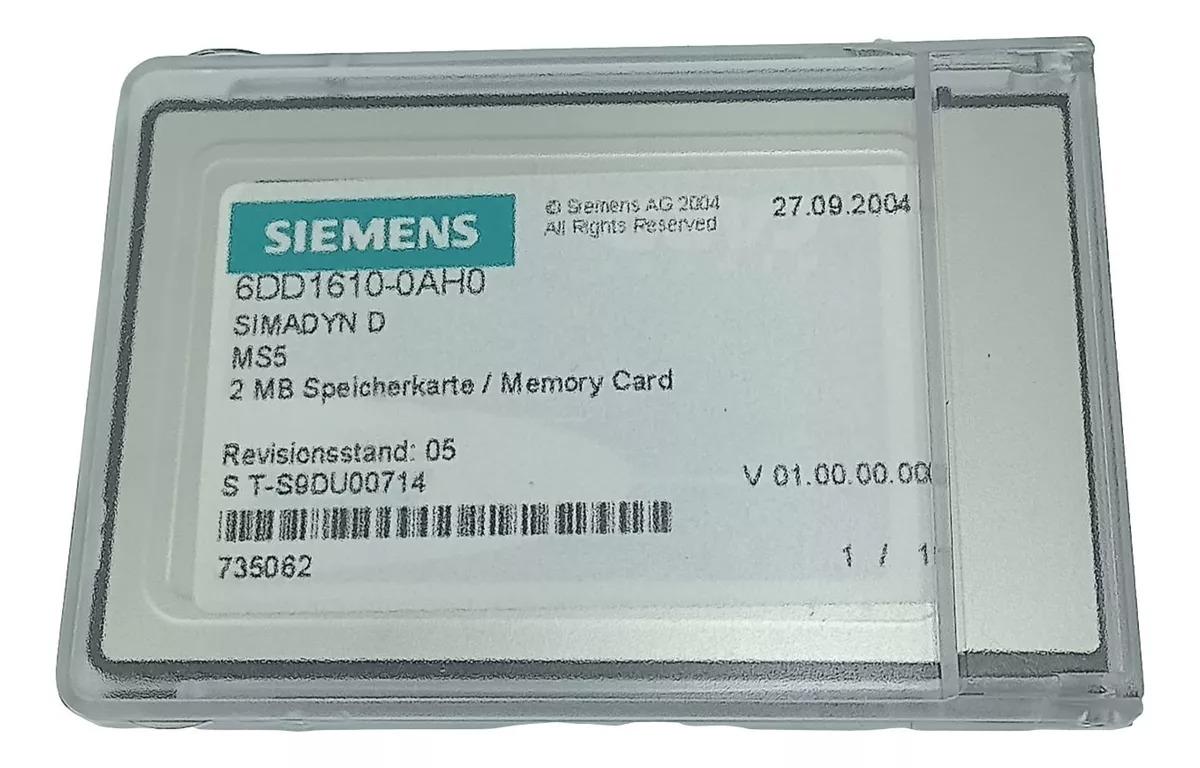 SIEMENS
© Siemens AG 2004
All Rights Reserved
27.09.2004
6DD1610-0AH0
SIMADYN D
MS5
2 MB Speicherkarte / Memory Card
Revisionsstand: 05
S T-S9DU00714
V 01.00.00.00
735062
1 / 1